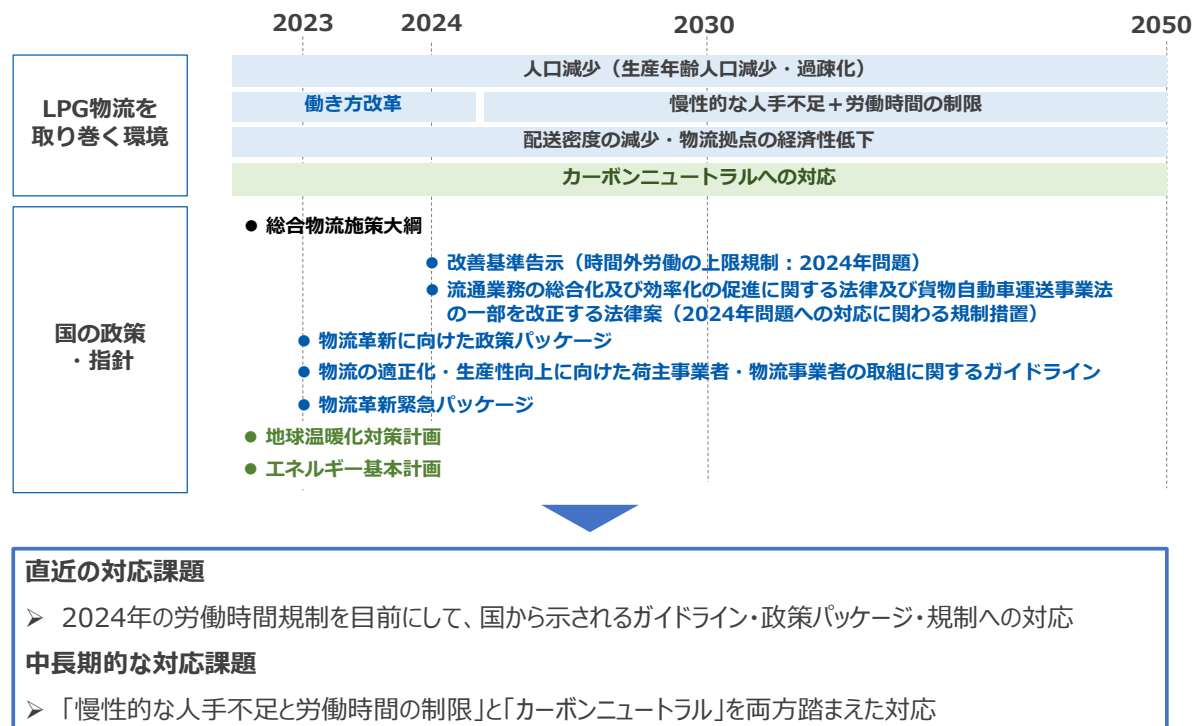 2023 2024 2030 2050
LPG物流を
取り巻く環境
人口減少（生産年齢人口減少・過疎化）
働き方改革 慢性的な人手不足＋労働時間の制限
配送密度の減少・物流拠点の経済性低下
カーボンニュートラルへの対応
国の政策
・指針
● 総合物流施策大綱
● 改善基準告示（時間外労働の上限規制：2024年問題）
● 流通業務の総合化及び効率化の促進に関する法律及び貨物自動車運送事業法
の一部を改正する法律案（2024年問題への対応に関わる規制措置）
● 物流革新に向けた政策パッケージ
● 物流の適正化・生産性向上に向けた荷主事業者・物流事業者の取組に関するガイドライン
● 物流革新緊急パッケージ
● 地球温暖化対策計画
● エネルギー基本計画
直近の対応課題
➢ 2024年の労働時間規制を目前にして、国から示されるガイドライン・政策パッケージ・規制への対応
中長期的な対応課題
➢ 「慢性的な人手不足と労働時間の制限」と「カーボンニュートラル」を両方踏まえた対応